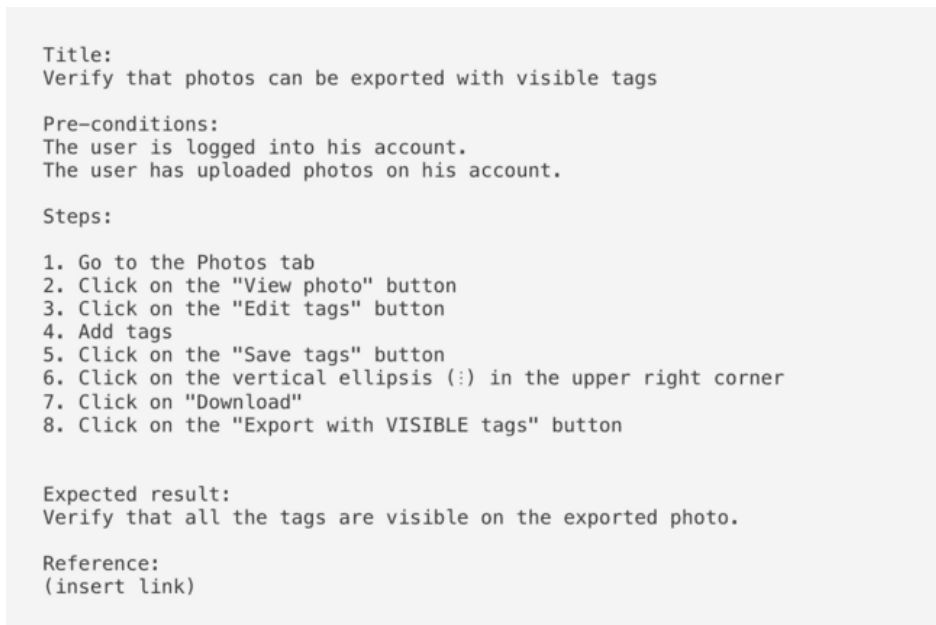 Title:
Verify that photos can be exported with visible tags
Pre-conditions:
The user is logged into his account.
The user has uploaded photos on his account.
Steps:
1. Go to the Photos tab
2. Click on the "View photo" button
3. Click on the "Edit tags" button
4. Add tags
5. Click on the "Save tags" button
6. Click on the vertical ellipsis (⋮) in the upper right corner
7. Click on "Download"
8. Click on the "Export with VISIBLE tags" button
Expected result:
Verify that all the tags are visible on the exported photo.
Reference:
(insert link)